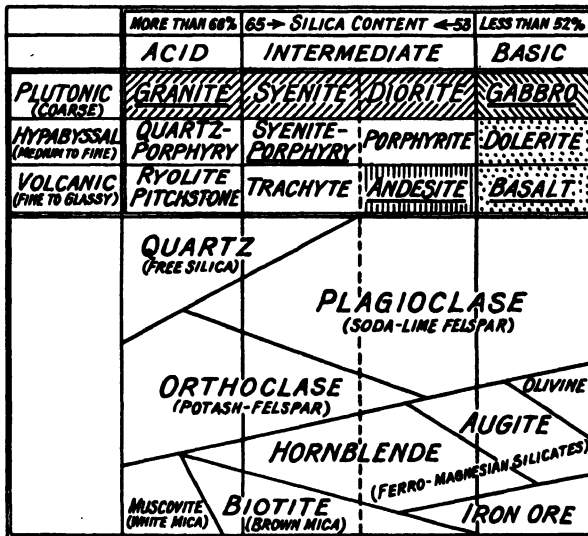 MORE THAN 66% 65→ SILICA CONTENT ←53 LESS THAN 52%
ACID INTERMEDIATE BASIC
PLUTONIC GRANITE SYENITE DIORITE GABBRO
(COARSE)
HYPABYSSAL QUARTZ- SYENITE- PORPHYRITE DOLERITE
(MEDIUM TO FINE) PORPHYRY PORPHYRY
VOLCANIC RYOLITE TRACHYTE ANDESITE BASALT
(FINE TO GLASSY) PITCHSTONE
QUARTZ
(FREE SILICA)
PLAGIOCLASE
(SODA-LIME FELSPAR)
ORTHOCLASE
(POTASH-FELSPAR)
OLIVINE
AUGITE
HORNBLENDE
(FERRO-MAGNESIAN SILICATES)
MUSCOVITE
(WHITE MICA)
BIOTITE
(BROWN MICA)
IRON ORE